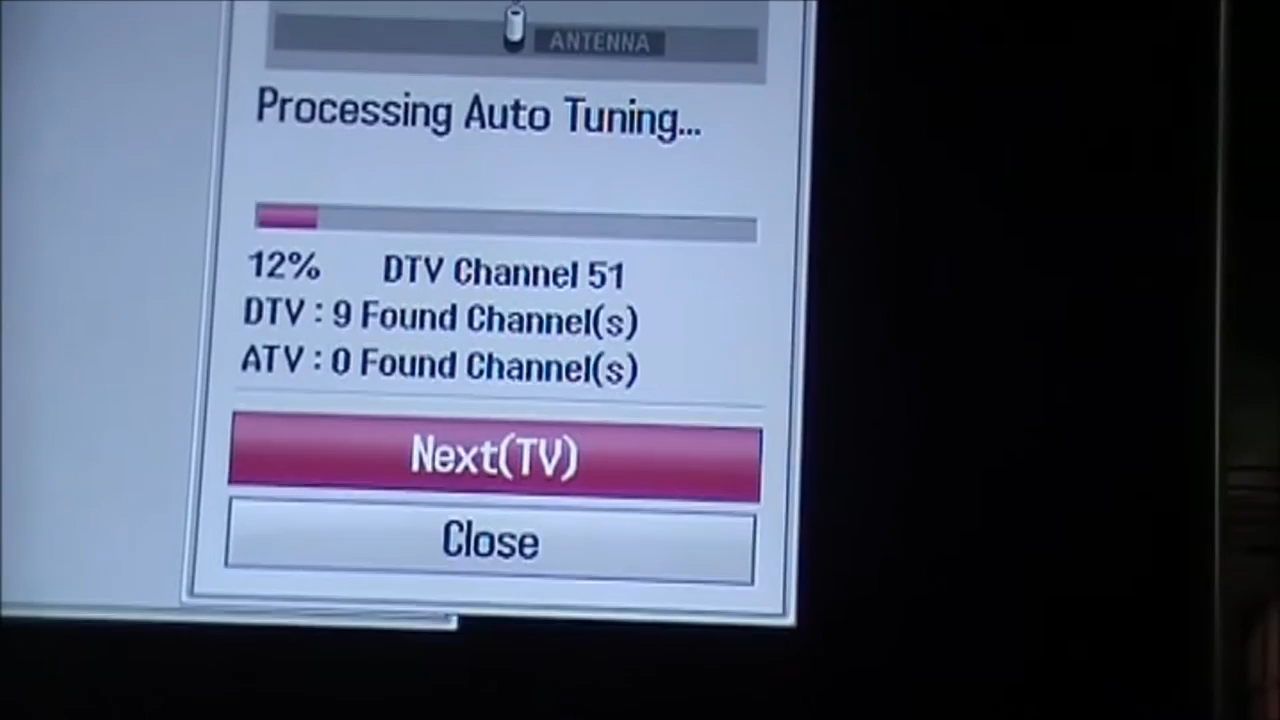 ANTENNA
Processing Auto Tuning...
12% DTV Channel 51
DTV : 9 Found Channel(s)
ATV : 0 Found Channel(s)
Next(TV)
Close